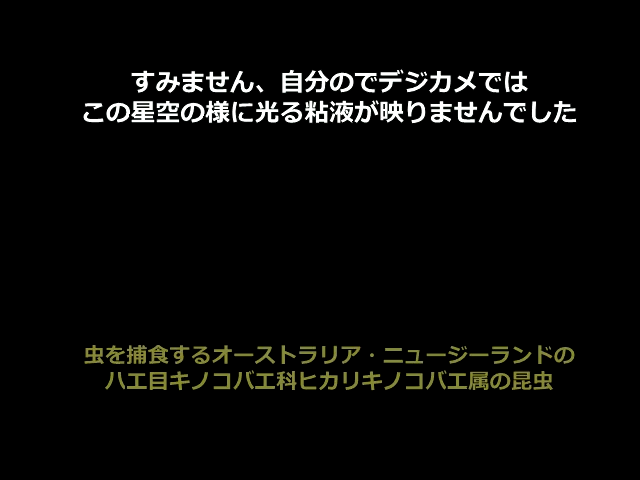 すみません、自分のでデジカメでは
この星空の様に光る粘液が映りませんでした
虫を捕食するオーストラリア・ニュージーランドの
ハエ目キノコバエ科ヒカリキノコバエ属の昆虫